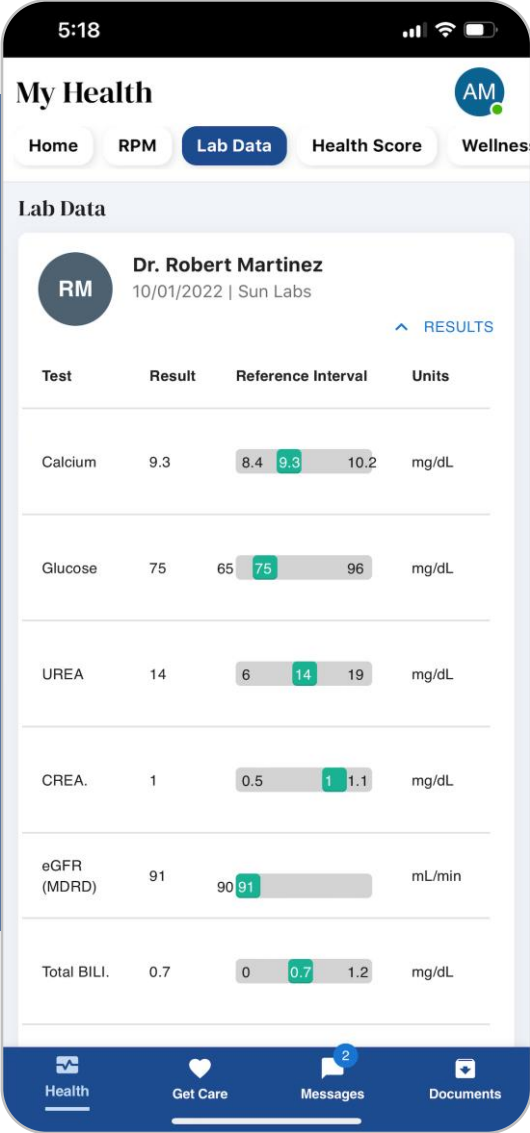 5:18
My Health
AM
Home RPM Lab Data Health Score Wellnes
Lab Data
RM
Dr. Robert Martinez
10/01/2022 | Sun Labs
RESULTS
Test Result Reference Interval Units
Calcium 9.3 8.4 9.3 10.2 mg/dL
Glucose 75 65 75 96 mg/dL
UREA 14 6 14 19 mg/dL
CREA. 1 0.5 1 1.1 mg/dL
eGFR
(MDRD) 91 90 91 mL/min
Total BILI. 0.7 0 0.7 1.2 mg/dL
2
Health Get Care Messages Documents